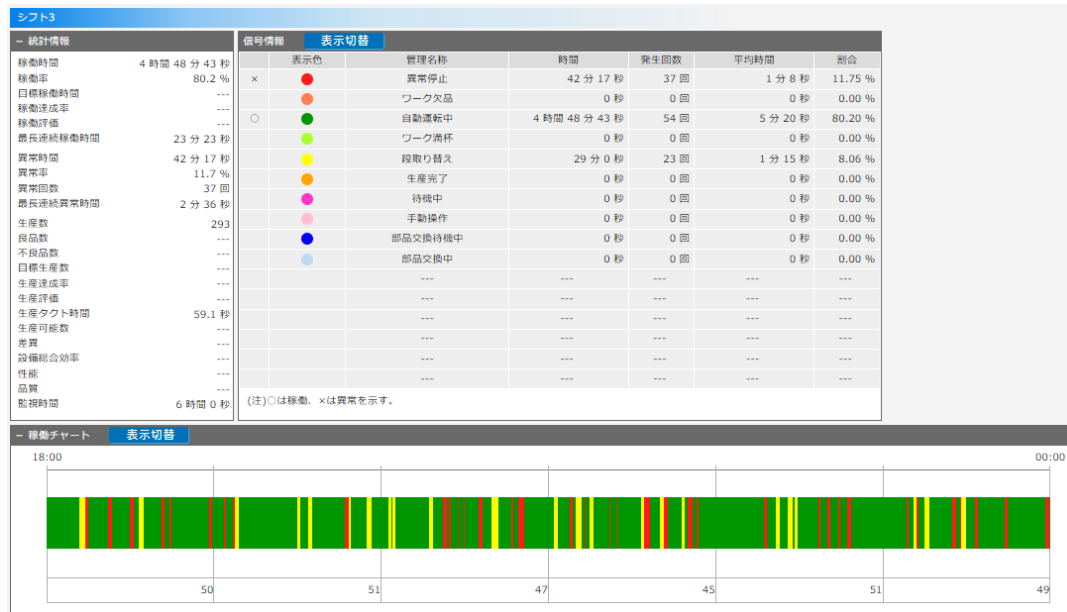 シフト3
− 統計情報
稼働時間 4 時間 48 分 43 秒
稼働率 80.2 %
目標稼働時間 ---
稼働達成率 ---
稼働評価 ---
最長連続稼働時間 23 分 23 秒
異常時間 42 分 17 秒
異常率 11.7 %
異常回数 37 回
最長連続異常時間 2 分 36 秒
生産数 293
良品数 ---
不良品数 ---
目標生産数 ---
生産達成率 ---
生産評価 ---
生産タクト時間 59.1 秒
生産可能数 ---
差異 ---
設備総合効率 ---
性能 ---
品質 ---
監視時間 6 時間 0 秒
信号情報 表示切替
表示色 管理名称 時間 発生回数 平均時間 割合
× 異常停止 42 分 17 秒 37 回 1 分 8 秒 11.75 %
ワーク欠品 0 秒 0 回 0 秒 0.00 %
○ 自動運転中 4 時間 48 分 43 秒 54 回 5 分 20 秒 80.20 %
ワーク満杯 0 秒 0 回 0 秒 0.00 %
段取り替え 29 分 0 秒 23 回 1 分 15 秒 8.06 %
生産完了 0 秒 0 回 0 秒 0.00 %
待機中 0 秒 0 回 0 秒 0.00 %
手動操作 0 秒 0 回 0 秒 0.00 %
部品交換待機中 0 秒 0 回 0 秒 0.00 %
部品交換中 0 秒 0 回 0 秒 0.00 %
--- --- --- --- ---
--- --- --- --- ---
--- --- --- --- ---
--- --- --- --- ---
--- --- --- --- ---
--- --- --- --- ---
(注)○は稼働、×は異常を示す。
− 稼働チャート 表示切替
18:00 00:00
50 51 47 45 51 49